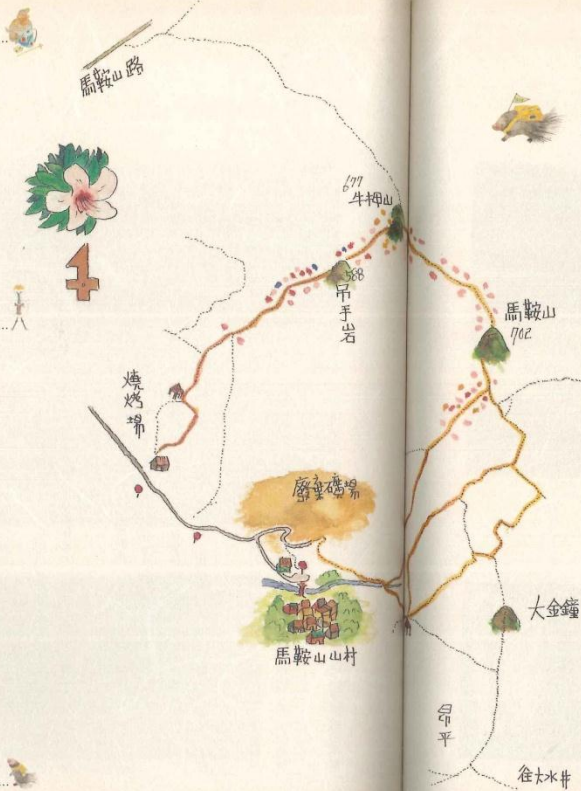 馬鞍山路
4
677
牛押山
588
吊手岩
馬鞍山
702
燒烤場
廢棄礦場
馬鞍山山村
大金鐘
昂平
往大水井